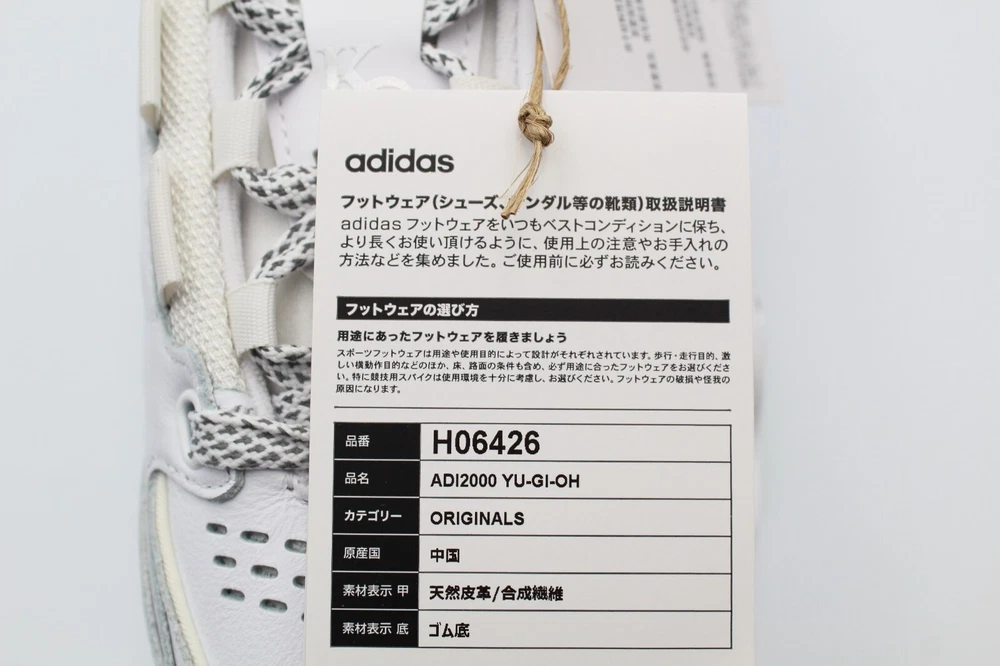 adidas
フットウェア(シューズ、サンダル等の靴類)取扱説明書
adidas フットウェアをいつもベストコンディションに保ち、
より長くお使い頂けるように、使用上の注意やお手入れの
方法などを集めました。ご使用前に必ずお読みください。
フットウェアの選び方
用途にあったフットウェアを履きましょう
スポーツフットウェアは用途や使用目的によって設計がそれぞれされています。歩行・走行目的、激
しい横動作目的などのほか、床、路面の条件も含め、必ず用途に合ったフットウェアをお選びくださ
い。特に競技用スパイクは使用環境を十分に考慮し、お選びください。フットウェアの破損や怪我の
原因になります。
品番 H06426
品名 ADI2000 YU-GI-OH
カテゴリー ORIGINALS
原産国 中国
素材表示 甲 天然皮革/合成繊維
素材表示 底 ゴム底